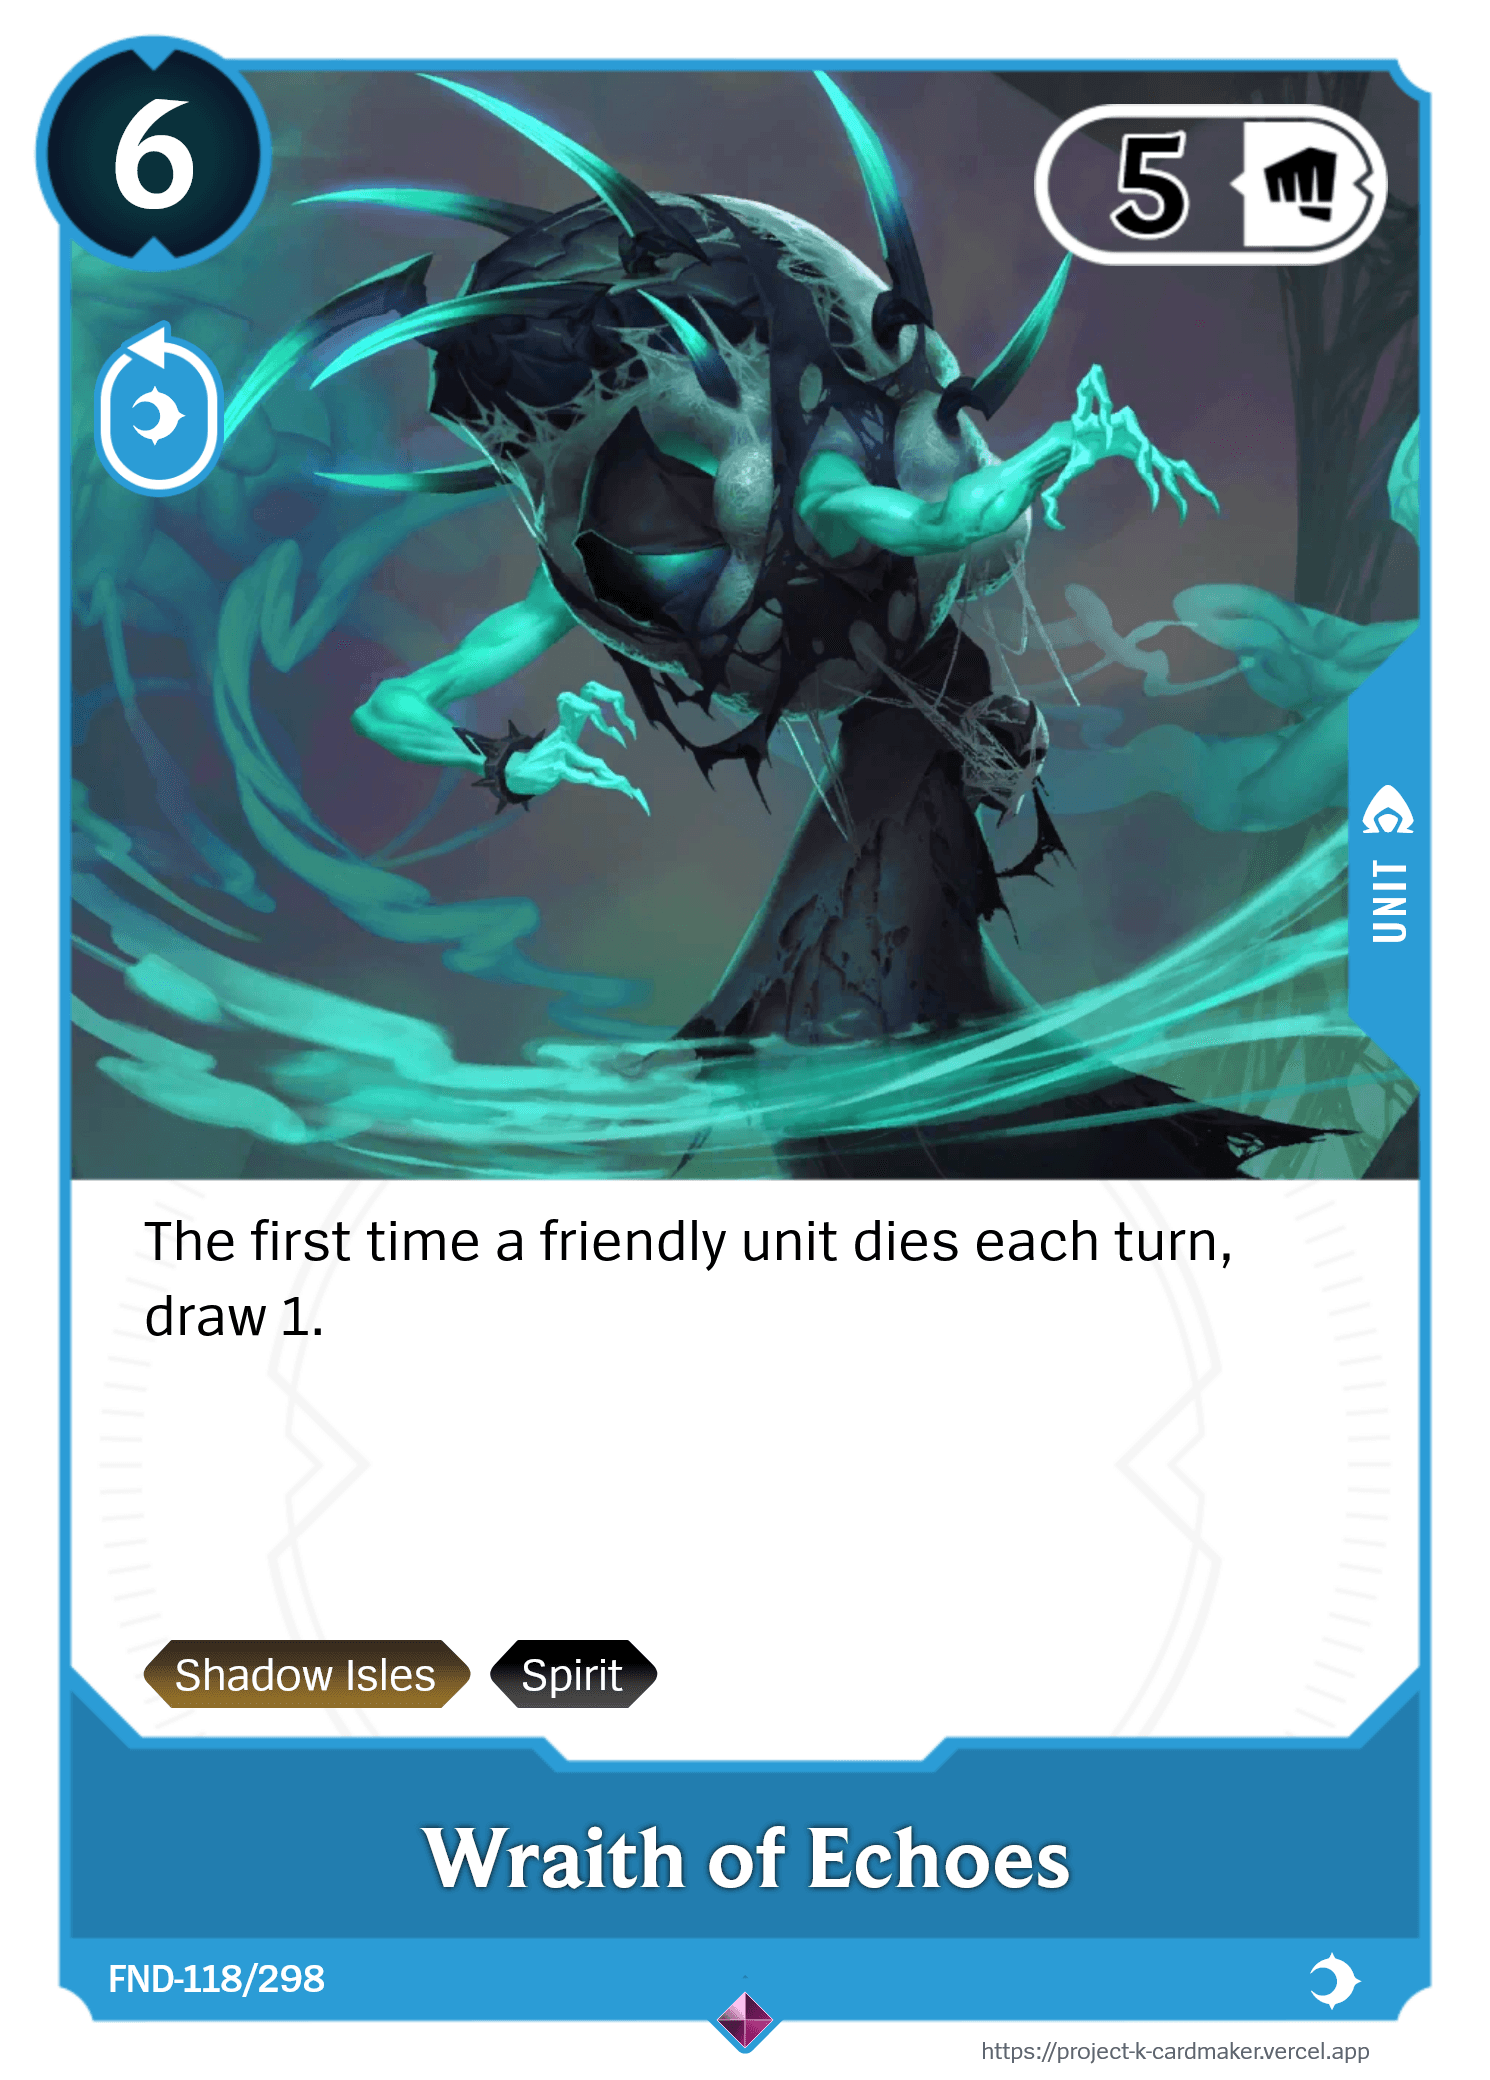 6
5
UNIT
The first time a friendly unit dies each turn,
draw 1.
Shadow Isles
Spirit
Wraith of Echoes
FND-118/298
https://project-k-cardmaker.vercel.app